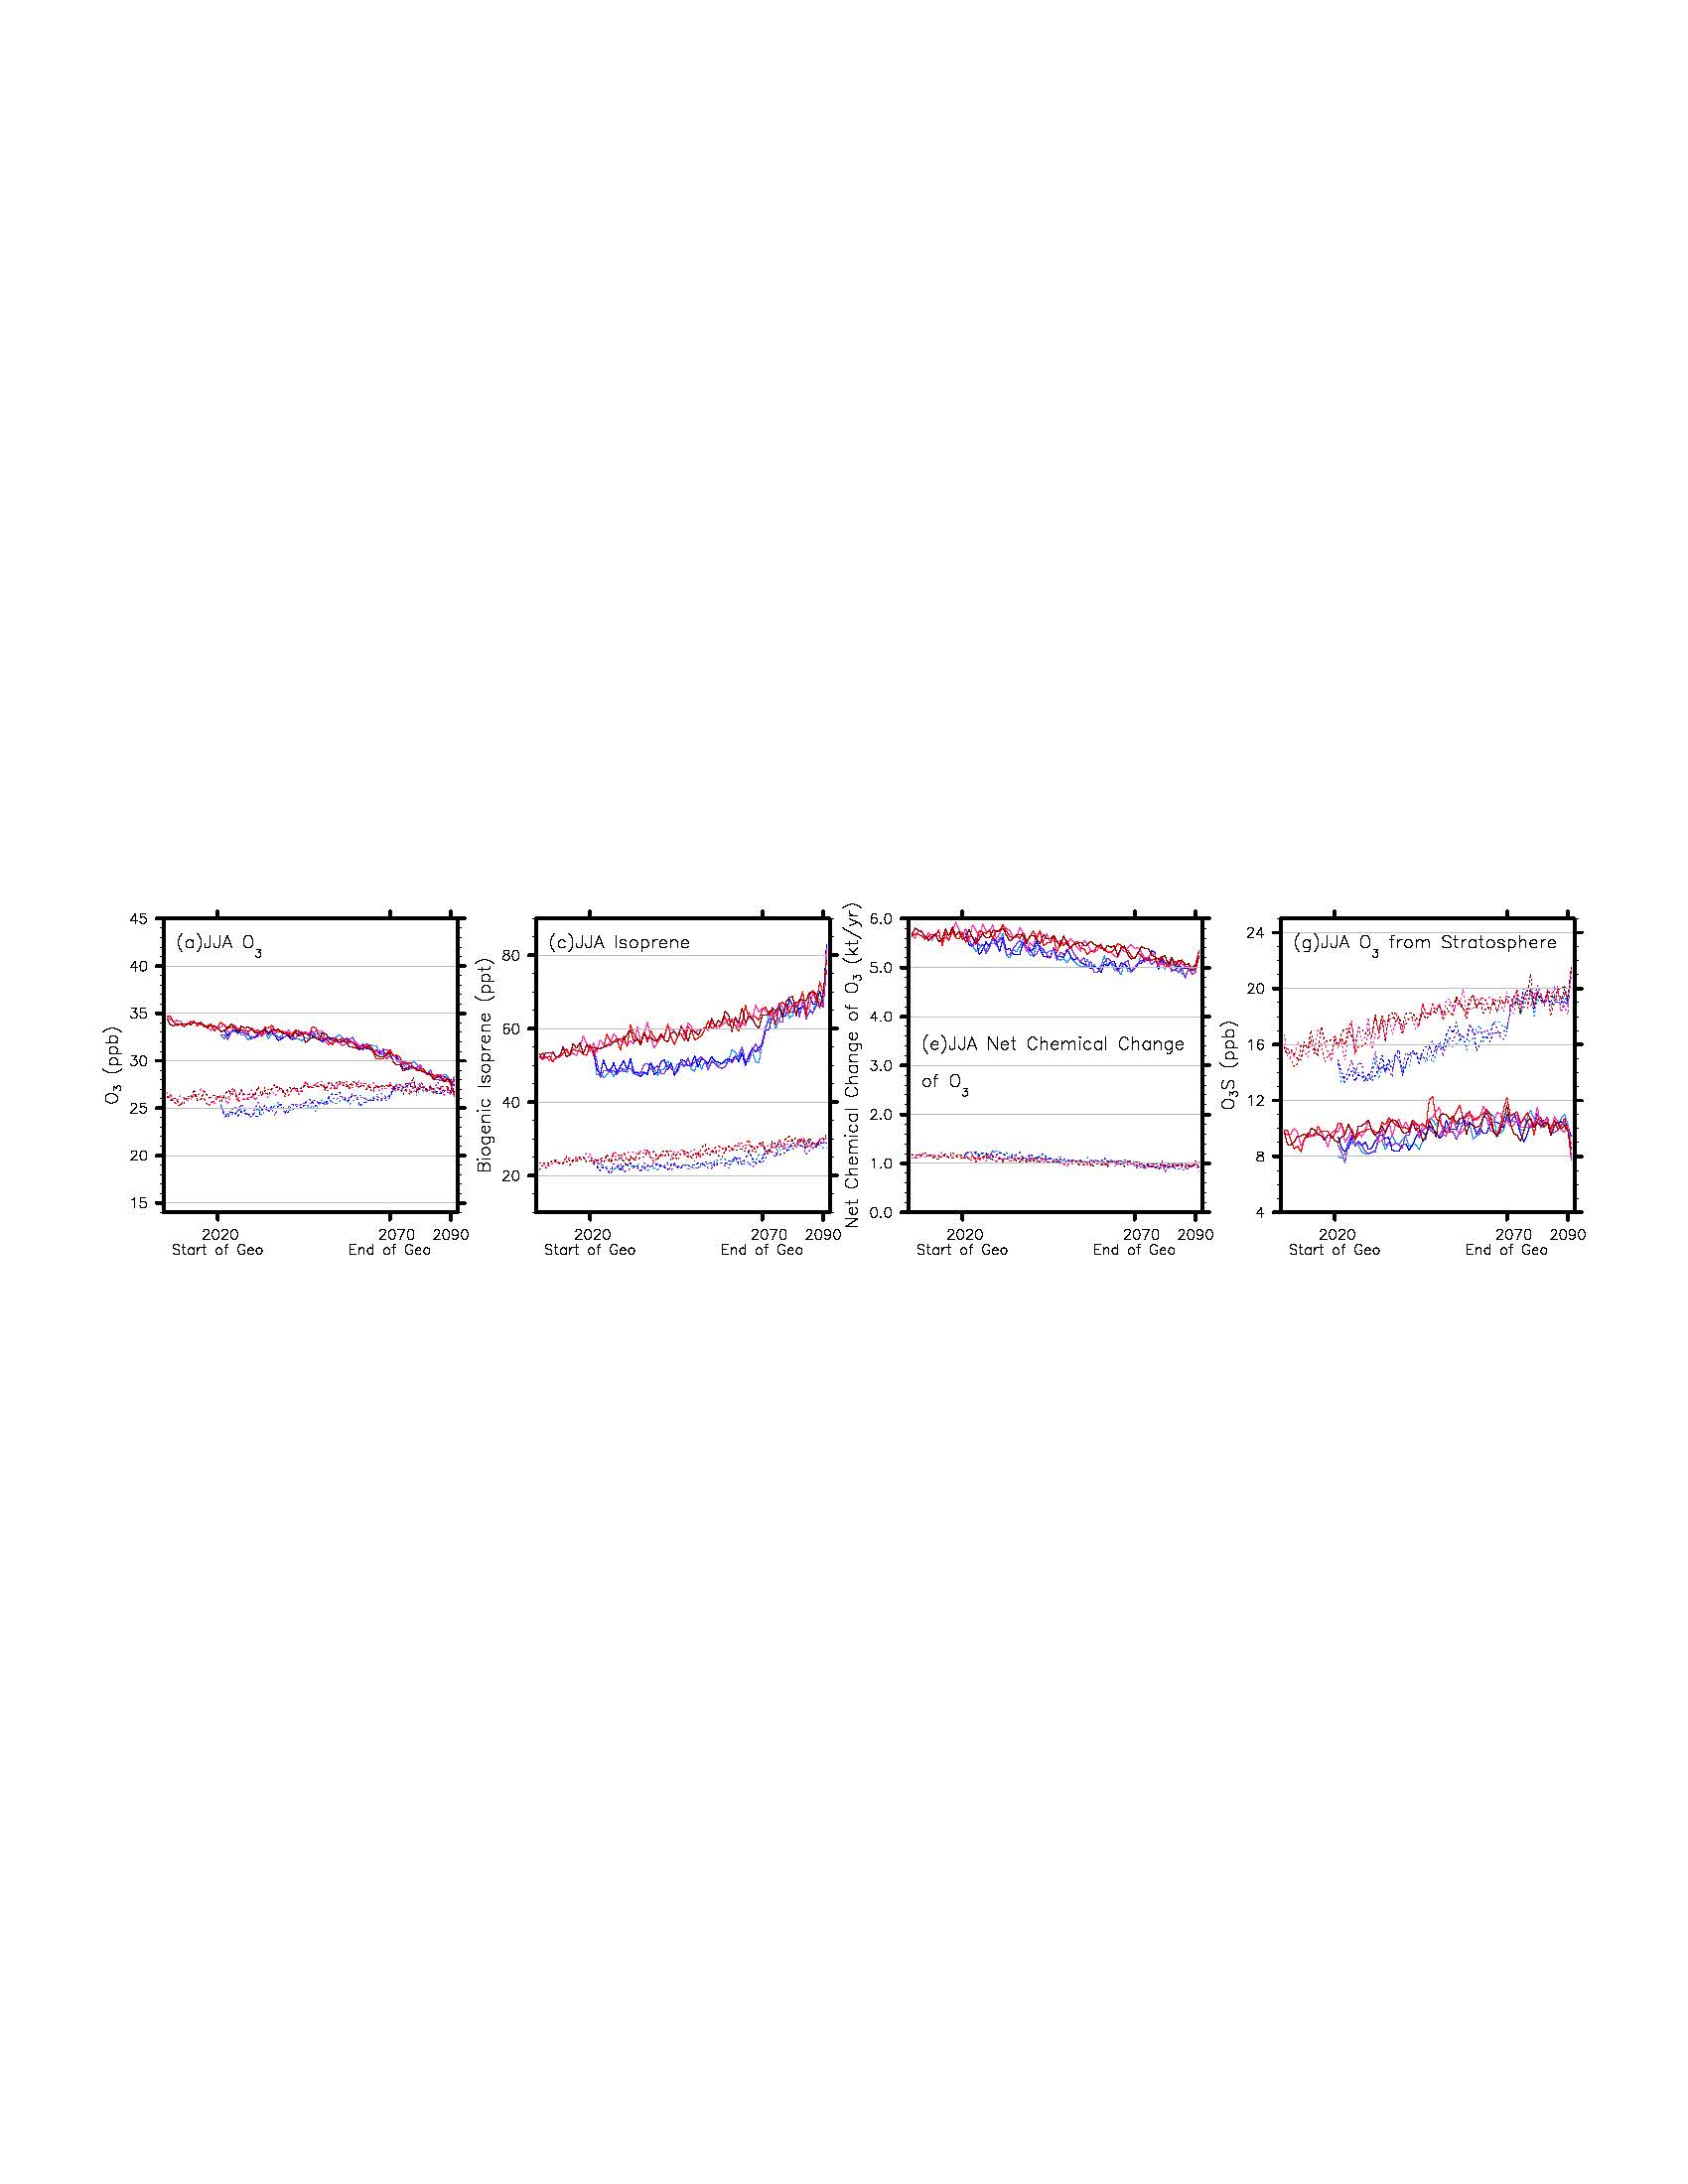 (a)JJA O3
O3 (ppb)
45
40
35
30
25
20
15
2020
2070
2090
Start of Geo
End of Geo
(c)JJA Isoprene
Biogenic Isoprene (ppt)
80
60
40
20
2020
2070
2090
Start of Geo
End of Geo
(e)JJA Net Chemical Change
of O3
Net Chemical Change of O3 (kt/yr)
6.0
5.0
4.0
3.0
2.0
1.0
0.0
2020
2070
2090
Start of Geo
End of Geo
(g)JJA O3 from Stratosphere
O3S (ppb)
24
20
16
12
8
4
2020
2070
2090
Start of Geo
End of Geo